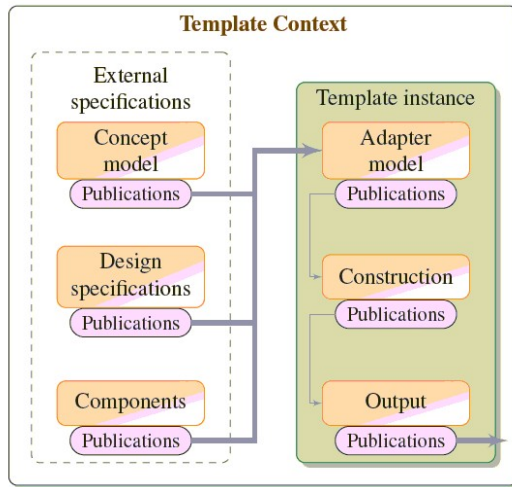 Template Context
External
specifications
Concept
model
Publications
Design
specifications
Publications
Components
Publications
Template instance
Adapter
model
Publications
Construction
Publications
Output
Publications